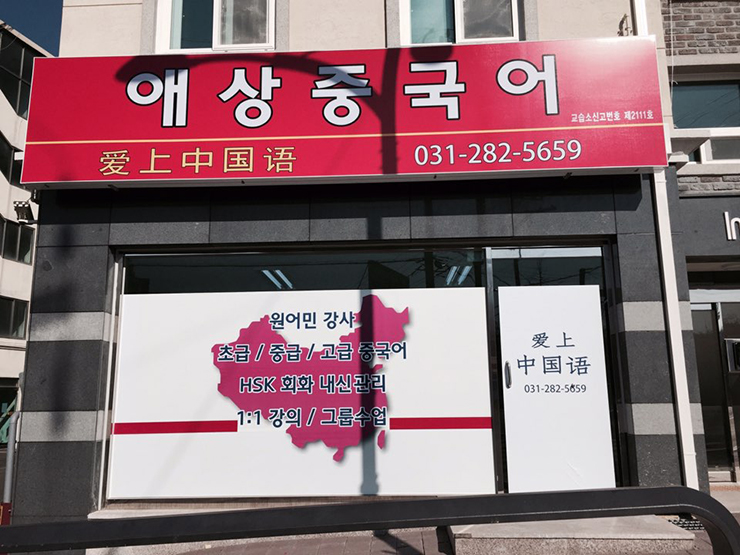 애상중국어
교습소신고번호 제2111호
爱上中国语
031-282-5659
원어민 강사
초급 / 중급 / 고급 중국어
HSK 회화 내신관리
1:1 강의 / 그룹수업
爱上
中国语
031-282-5659